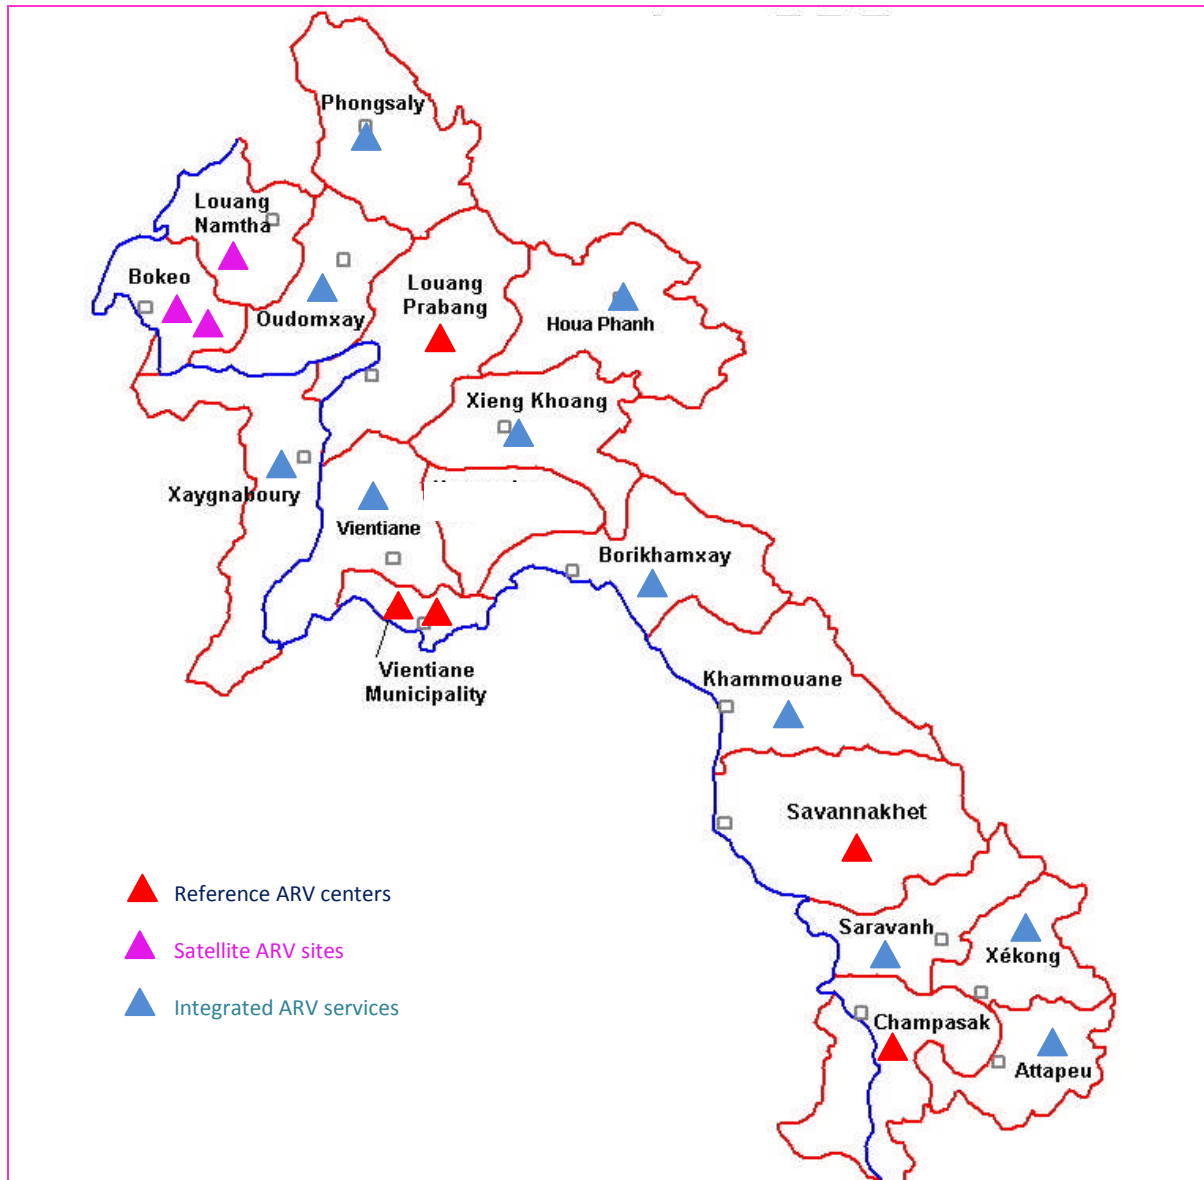 Phongsaly
Louang
Namtha
Bokeo
Oudomxay
Louang
Prabang
Houa Phanh
Xieng Khoang
Xaygnaboury
Vientiane
Borikhamxay
Vientiane
Municipality
Khammouane
Savannakhet
Saravanh
Xékong
Champasak
Attapeu
Reference ARV centers
Satellite ARV sites
Integrated ARV services